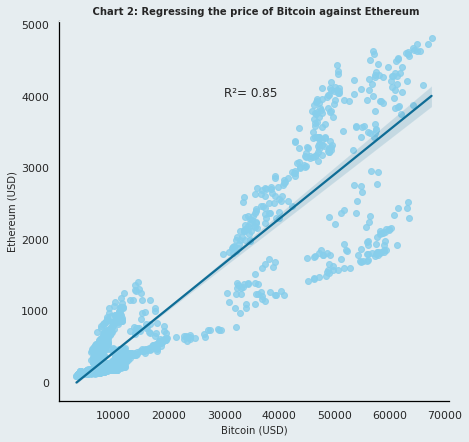 Chart 2: Regressing the price of Bitcoin against Ethereum
5000
R²= 0.85
4000
3000
Ethereum (USD)
2000
1000
0
10000 20000 30000 40000 50000 60000 70000
Bitcoin (USD)